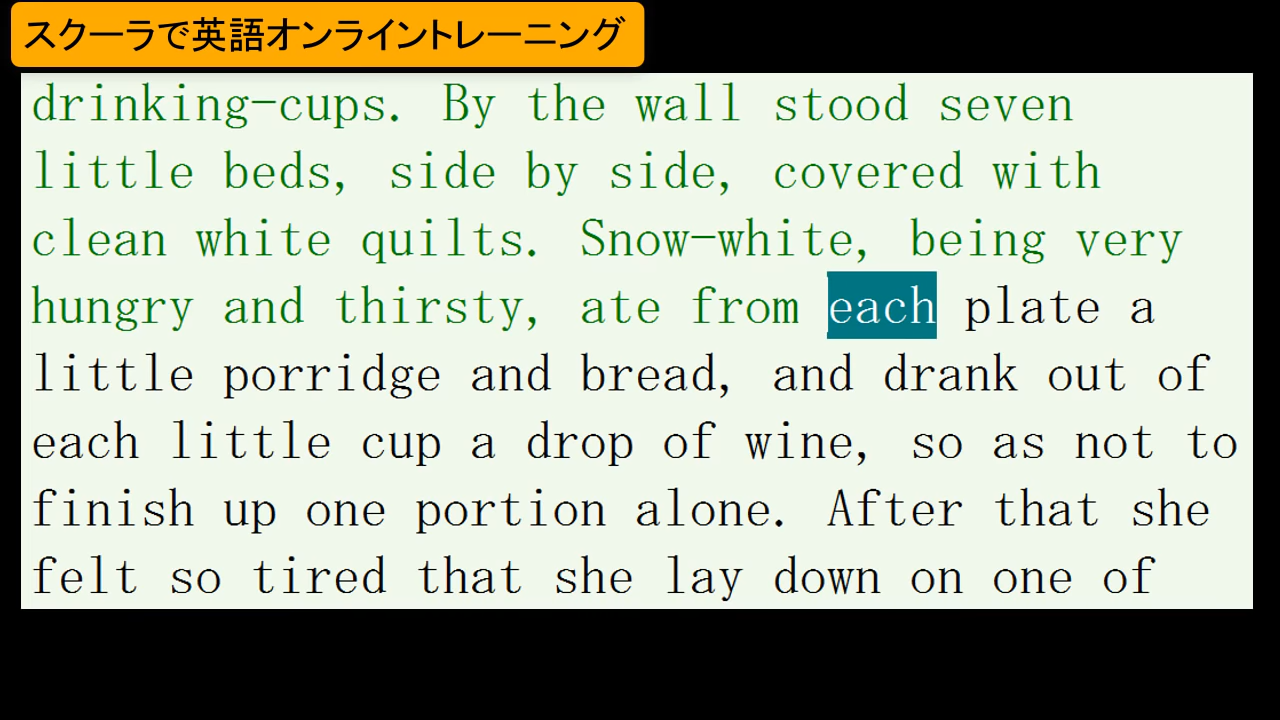 スクーラで英語オンライントレーニング
drinking-cups. By the wall stood seven
little beds, side by side, covered with
clean white quilts. Snow-white, being very
hungry and thirsty, ate from each plate a
little porridge and bread, and drank out of
each little cup a drop of wine, so as not to
finish up one portion alone. After that she
felt so tired that she lay down on one of